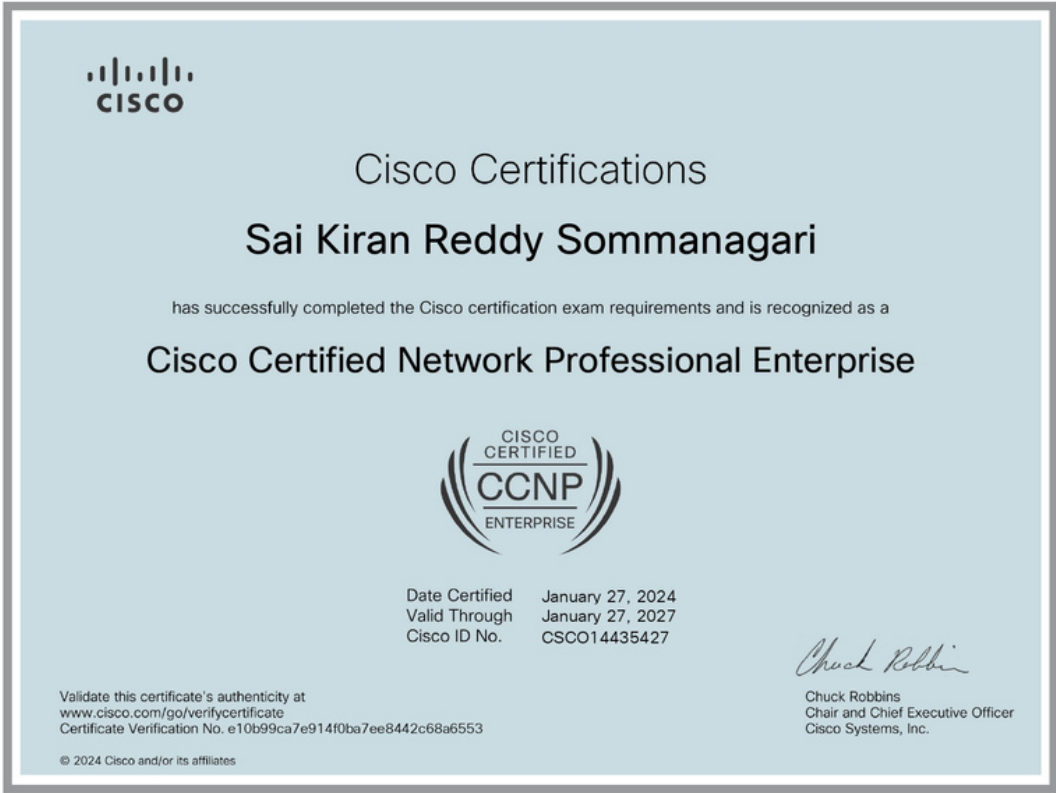 CISCO
Cisco Certifications
Sai Kiran Reddy Sommanagari
has successfully completed the Cisco certification exam requirements and is recognized as a
Cisco Certified Network Professional Enterprise
CISCO
CERTIFIED
CCNP
ENTERPRISE
Date Certified January 27, 2024
Valid Through January 27, 2027
Cisco ID No. CSCO14435427
Chuck Robbins
Validate this certificate's authenticity at
www.cisco.com/go/verifycertificate
Certificate Verification No. e10b99ca7e914f0ba7ee8442c68a6553
Chuck Robbins
Chair and Chief Executive Officer
Cisco Systems, Inc.
© 2024 Cisco and/or its affiliates